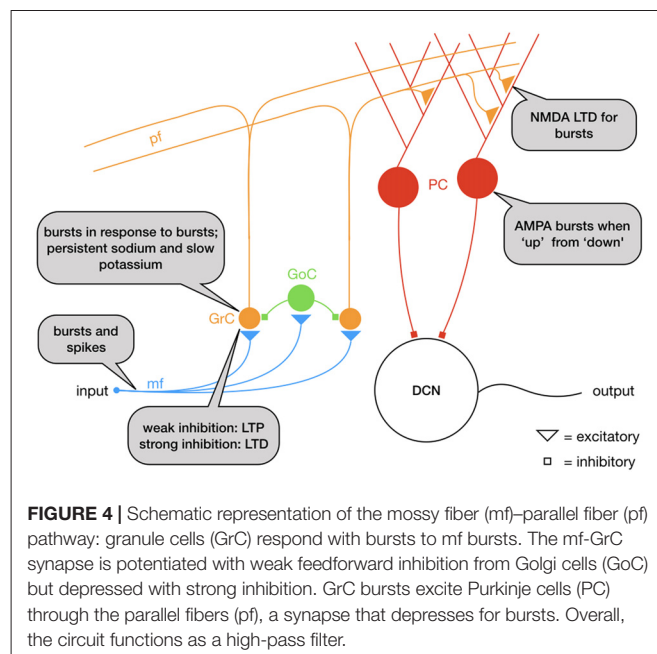 pf
NMDA LTD for
bursts
PC
AMPA bursts when
‘up’ from ‘down'
bursts in response to bursts;
persistent sodium and slow
potassium
GoC
GrC
bursts and
spikes
input
mf
weak inhibition: LTP
strong inhibition: LTD
DCN
output
= excitatory
= inhibitory
FIGURE 4 | Schematic representation of the mossy fiber (mf)–parallel fiber (pf)
pathway: granule cells (GrC) respond with bursts to mf bursts. The mf-GrC
synapse is potentiated with weak feedforward inhibition from Golgi cells (GoC)
but depressed with strong inhibition. GrC bursts excite Purkinje cells (PC)
through the parallel fibers (pf), a synapse that depresses for bursts. Overall,
the circuit functions as a high-pass filter.